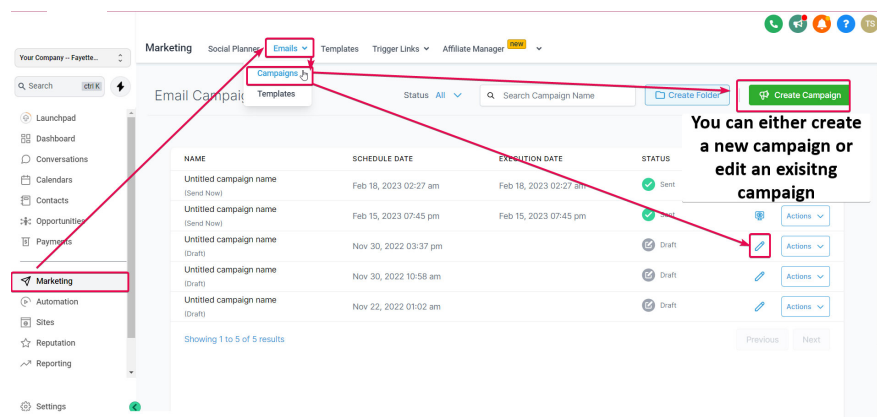 TS
Your Company -- Fayette...
Marketing Social Planner Emails Templates Trigger Links Affiliate Manager new
Search ctrl K
Campaigns
Templates
Email Campai
Status All
Search Campaign Name
Create Folder
Create Campaign
Launchpad
Dashboard
Conversations
Calendars
Contacts
Opportunities
Payments
Marketing
Automation
Sites
Reputation
Reporting
Settings
You can either create
a new campaign or
edit an exisitng
campaign
NAME SCHEDULE DATE EXECUTION DATE STATUS
Untitled campaign name
(Send Now)
Feb 18, 2023 02:27 am Feb 18, 2023 02:27 am Sent
Untitled campaign name
(Send Now)
Feb 15, 2023 07:45 pm Feb 15, 2023 07:45 pm Sent Actions
Untitled campaign name
(Draft)
Nov 30, 2022 03:37 pm Draft Actions
Untitled campaign name
(Draft)
Nov 30, 2022 10:58 am Draft Actions
Untitled campaign name
(Draft)
Nov 22, 2022 01:02 am Draft Actions
Showing 1 to 5 of 5 results
Previous Next